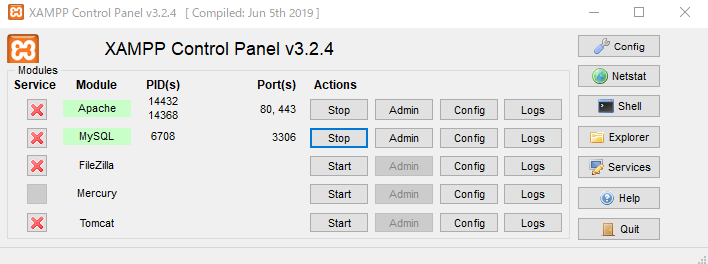 XAMPP Control Panel v3.2.4 [ Compiled: Jun 5th 2019 ]
XAMPP Control Panel v3.2.4
Config
Modules
Service Module PID(s) Port(s) Actions
Netstat
Apache 14432 14368 80, 443 Stop Admin Config Logs
Shell
MySQL 6708 3306 Stop Admin Config Logs
Explorer
FileZilla Start Admin Config Logs
Services
Mercury Start Admin Config Logs
Help
Tomcat Start Admin Config Logs
Quit